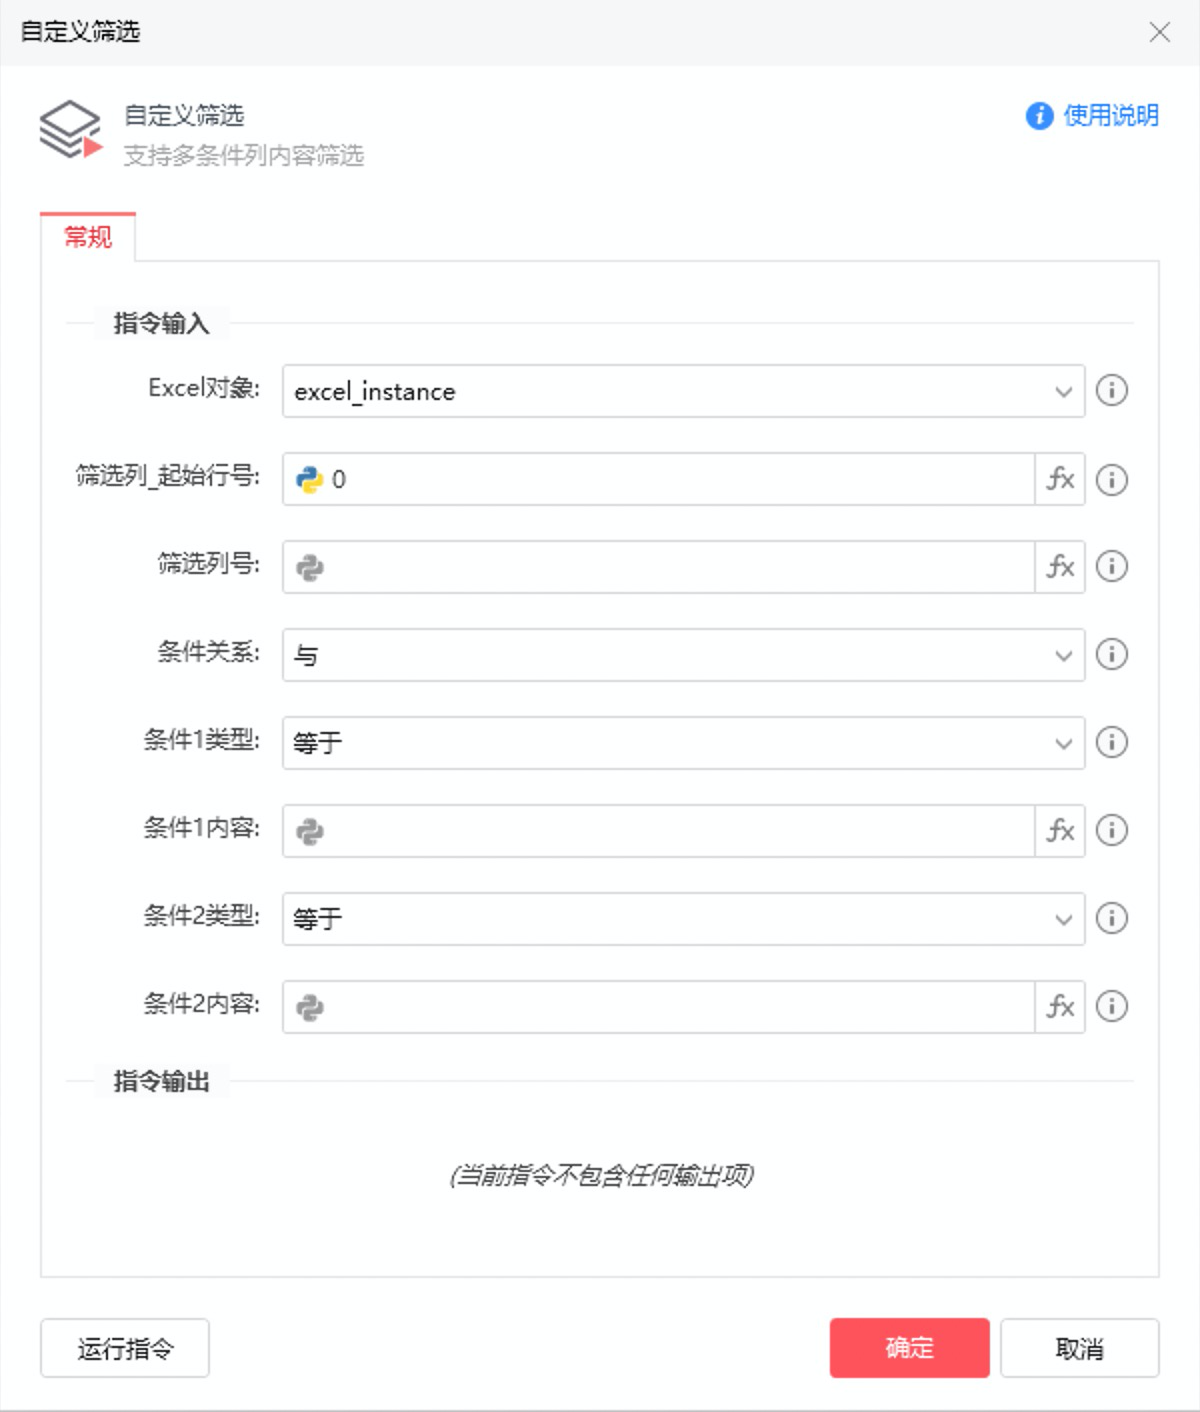 自定义筛选
自定义筛选
使用说明
支持多条件列内容筛选
常规
指令输入
Excel对象:
excel_instance
筛选列_起始行号:
0
fx
筛选列号:
fx
条件关系:
与
条件1类型:
等于
条件1内容:
fx
条件2类型:
等于
条件2内容:
fx
指令输出
(当前指令不包含任何输出项)
运行指令
确定
取消